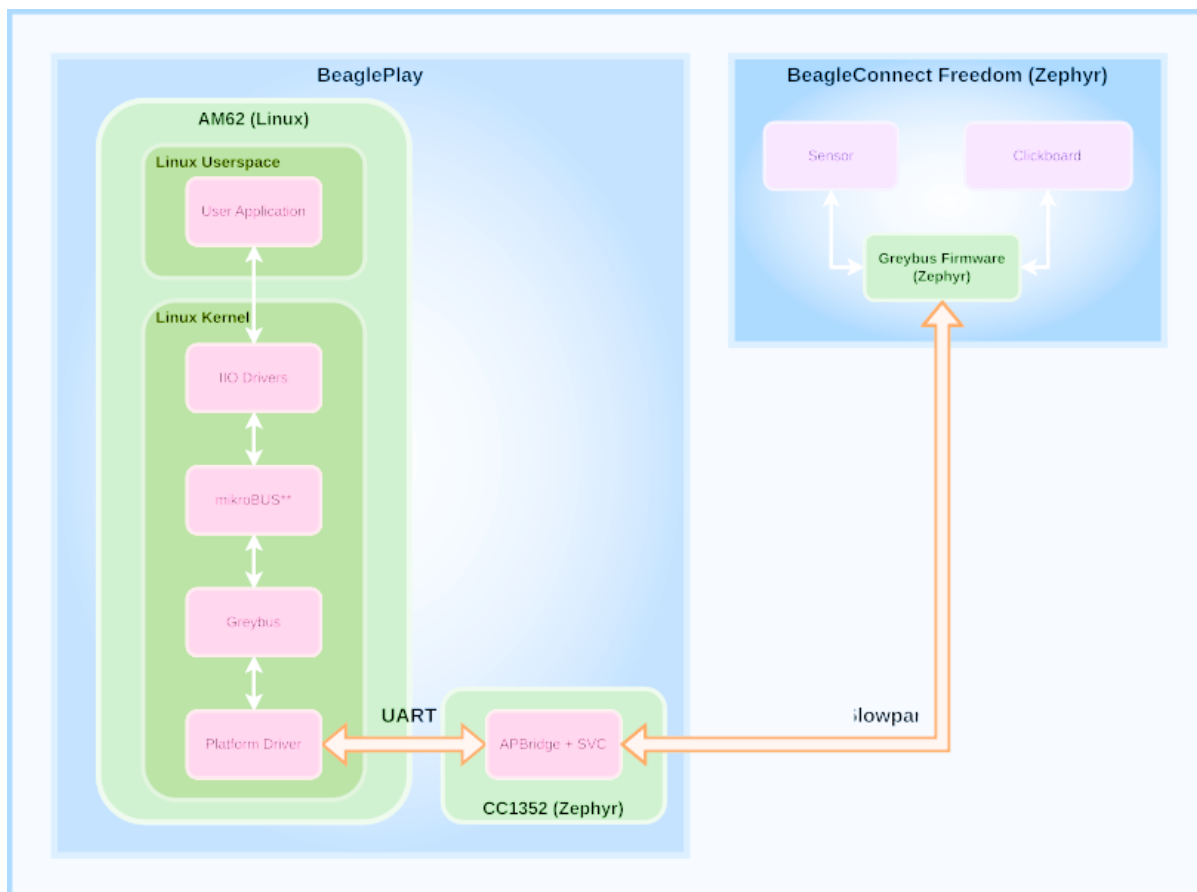 BeaglePlay
AM62 (Linux)
Linux Userspace
User Application
Linux Kernel
IIO Drivers
mikroBUS**
Greybus
Platform Driver
UART
APBridge + SVC
CC1352 (Zephyr)
BeagleConnect Freedom (Zephyr)
Sensor
Clickboard
Greybus Firmware
(Zephyr)